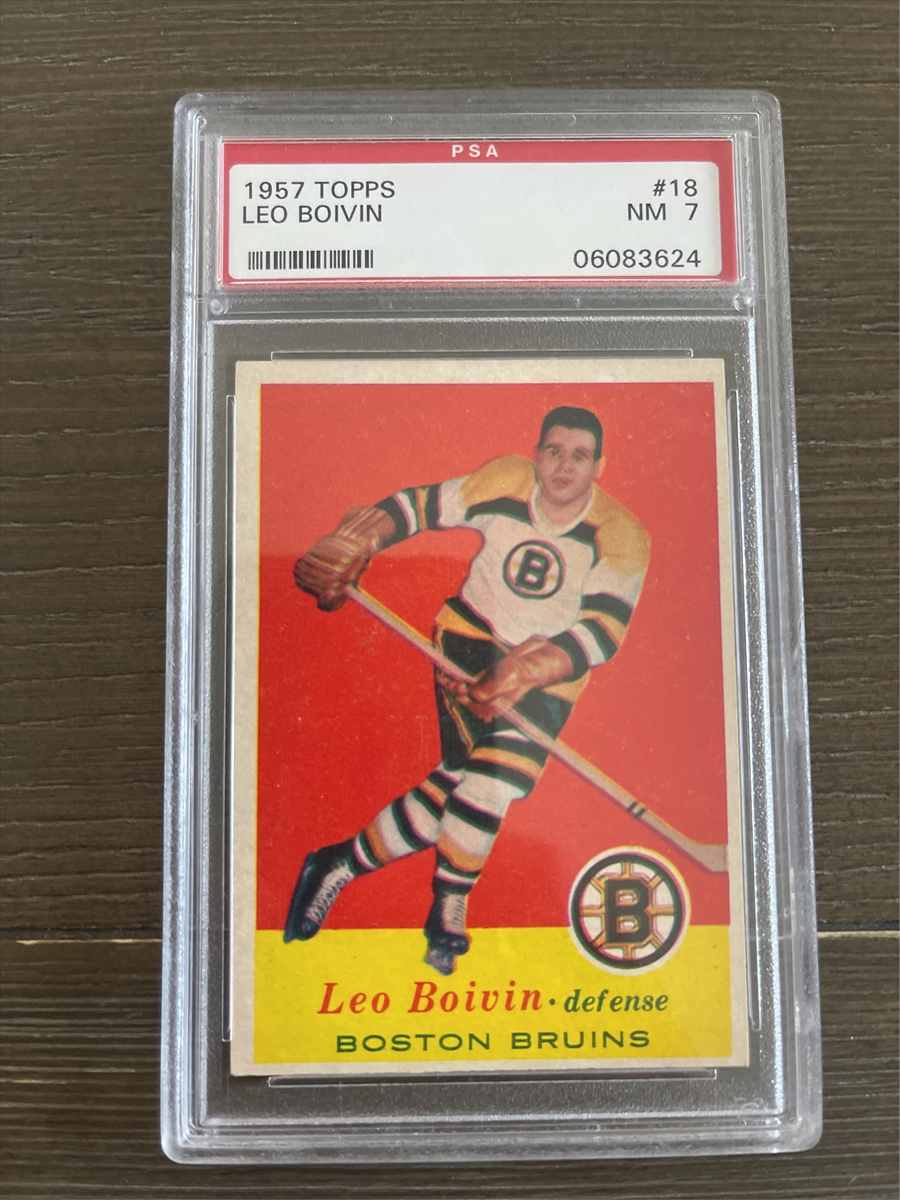 PSA
1957 TOPPS #18
LEO BOIVIN NM 7
06083624
B
B
Leo Boivin · defense
BOSTON BRUINS